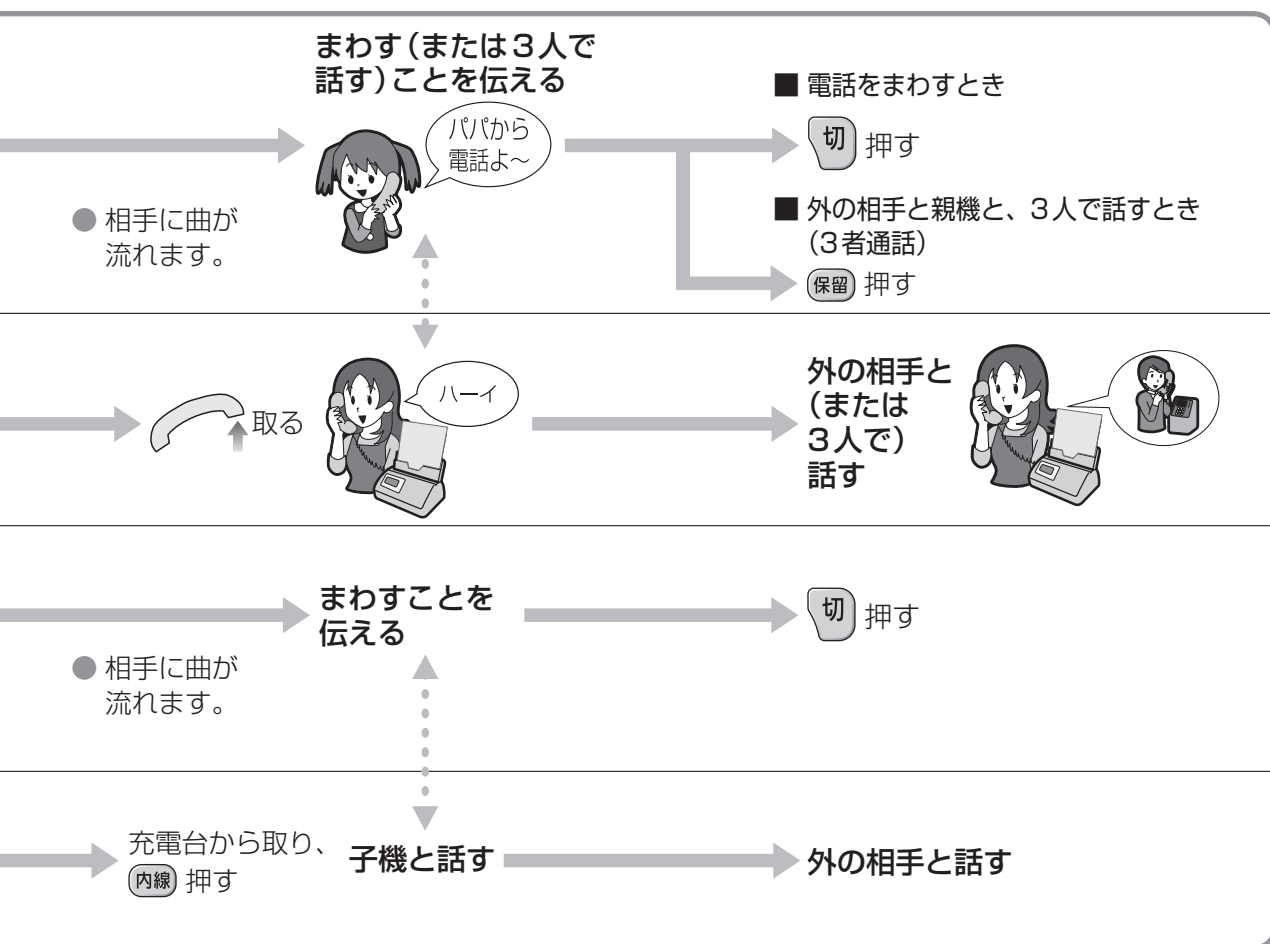 まわす(または3人で
話す)ことを伝える
パパから
電話よ～
● 相手に曲が
流れます。
■ 電話をまわすとき
切 押す
■ 外の相手と親機と、3人で話すとき
(3者通話)
保留 押す
取る
ハーイ
外の相手と
(または
3人で)
話す
● 相手に曲が
流れます。
まわすことを
伝える
切 押す
充電台から取り、
内線 押す
子機と話す
外の相手と話す